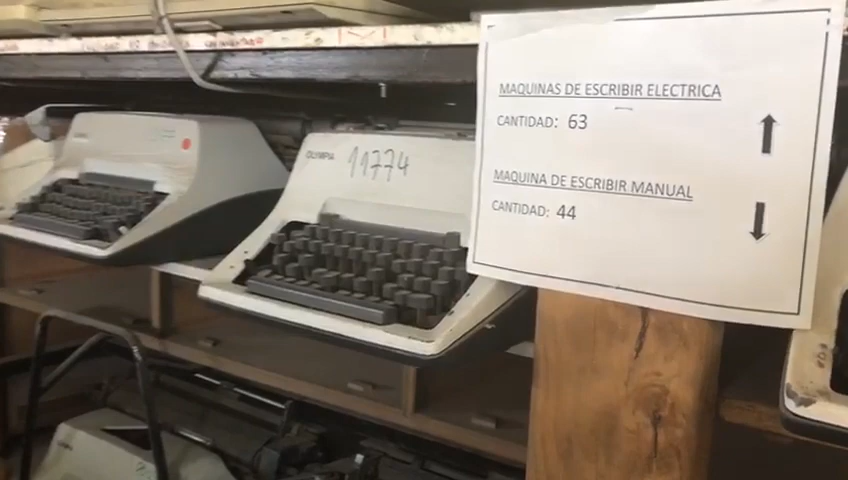 MAQUINAS DE ESCRIBIR ELECTRICA
CANTIDAD: 63
MAQUINA DE ESCRIBIR MANUAL
CANTIDAD: 44
OLYMPIA
11774